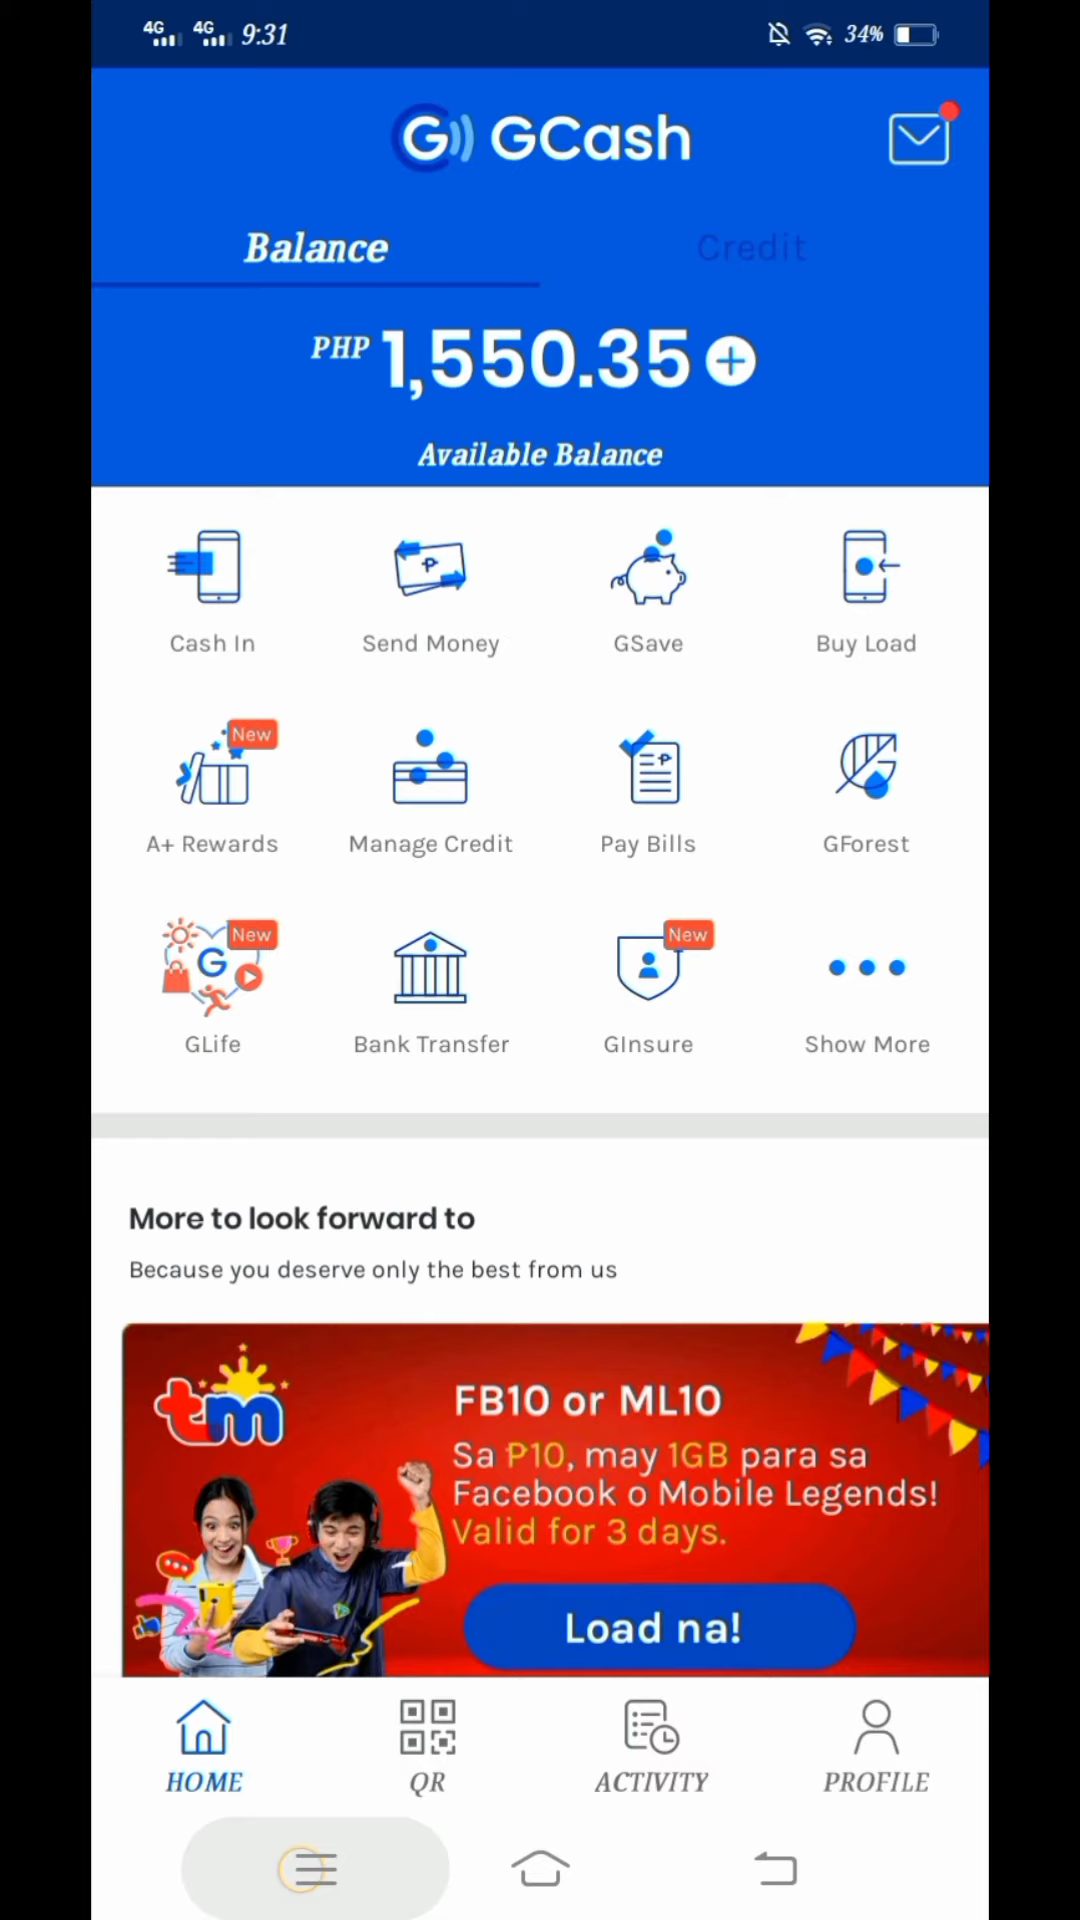 4G 4G 9:31 34%
G GCash
Balance Credit
PHP 1,550.35
Available Balance
Cash In Send Money GSave Buy Load
New
A+ Rewards Manage Credit Pay Bills GForest
G New New
GLife Bank Transfer GInsure Show More
More to look forward to
Because you deserve only the best from us
tm
FB10 or ML10
Sa P10, may 1GB para sa
Facebook o Mobile Legends!
Valid for 3 days.
Load na!
HOME QR ACTIVITY PROFILE